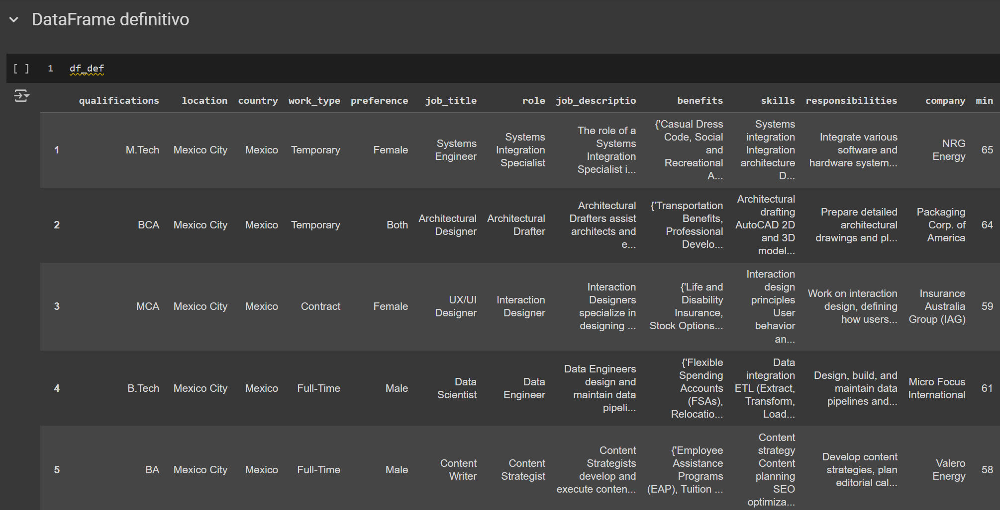 DataFrame definitivo
[ ] 1 df_def
qualifications location country work_type preference job_title role job_descriptio benefits skills responsibilities company min
1 M.Tech Mexico City Mexico Temporary Female Systems Engineer Systems Integration Specialist The role of a Systems Integration Specialist i... {'Casual Dress Code, Social and Recreational A... Systems integration Integration architecture D... Integrate various software and hardware system... NRG Energy 65
2 BCA Mexico City Mexico Temporary Both Architectural Designer Architectural Drafter Architectural Drafters assist architects and e... {'Transportation Benefits, Professional Develo... Architectural drafting AutoCAD 2D and 3D model... Prepare detailed architectural drawings and pl... Packaging Corp. of America 64
3 MCA Mexico City Mexico Contract Female UX/UI Designer Interaction Designer Interaction Designers specialize in designing ... {'Life and Disability Insurance, Stock Options... Interaction design principles User behavior an... Work on interaction design, defining how users... Insurance Australia Group (IAG) 59
4 B.Tech Mexico City Mexico Full-Time Male Data Scientist Data Engineer Data Engineers design and maintain data pipeli... {'Flexible Spending Accounts (FSAs), Relocatio... Data integration ETL (Extract, Transform, Load... Design, build, and maintain data pipelines and... Micro Focus International 61
5 BA Mexico City Mexico Full-Time Male Content Writer Content Strategist Content Strategists develop and execute conten... {'Employee Assistance Programs (EAP), Tuition ... Content strategy Content planning SEO optimiza... Develop content strategies, plan editorial cal... Valero Energy 58